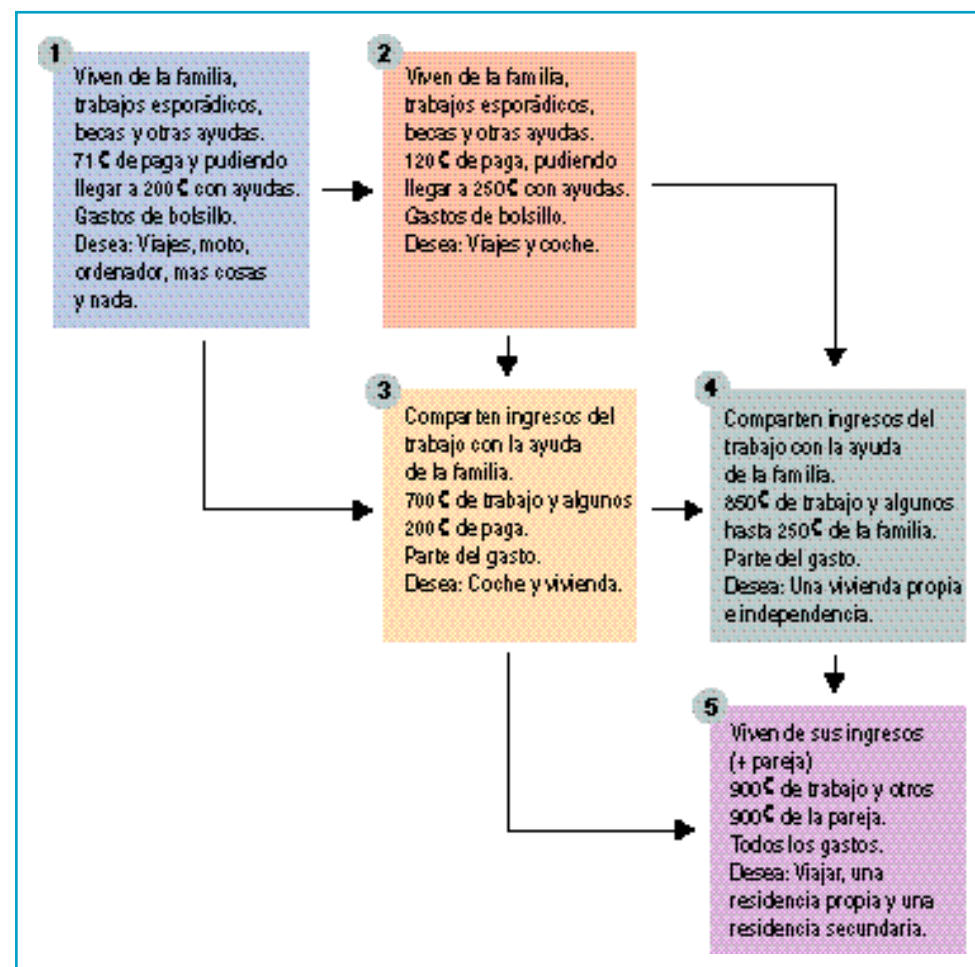 1
Viven de la familia,
trabajos esporádicos,
becas y otras ayudas.
71 € de paga y pudiendo
llegar a 200 € con ayudas.
Gastos de bolsillo.
Desea: Viajes, moto,
ordenador, mas cosas
y nada.
2
Viven de la familia,
trabajos esporádicos,
becas y otras ayudas.
120 € de paga, pudiendo
llegar a 250 € con ayudas.
Gastos de bolsillo.
Desea: Viajes y coche.
3
Comparten ingresos del
trabajo con la ayuda
de la familia.
700 € de trabajo y algunos
200 € de paga.
Parte del gasto.
Desea: Coche y vivienda.
4
Comparten ingresos del
trabajo con la ayuda
de la familia.
850 € de trabajo y algunos
hasta 250 € de la familia.
Parte del gasto.
Desea: Una vivienda propia
e independencia.
5
Viven de sus ingresos
(+ pareja)
900 € de trabajo y otros
900 € de la pareja.
Todos los gastos.
Desea: Viajar, una
residencia propia y una
residencia secundaria.